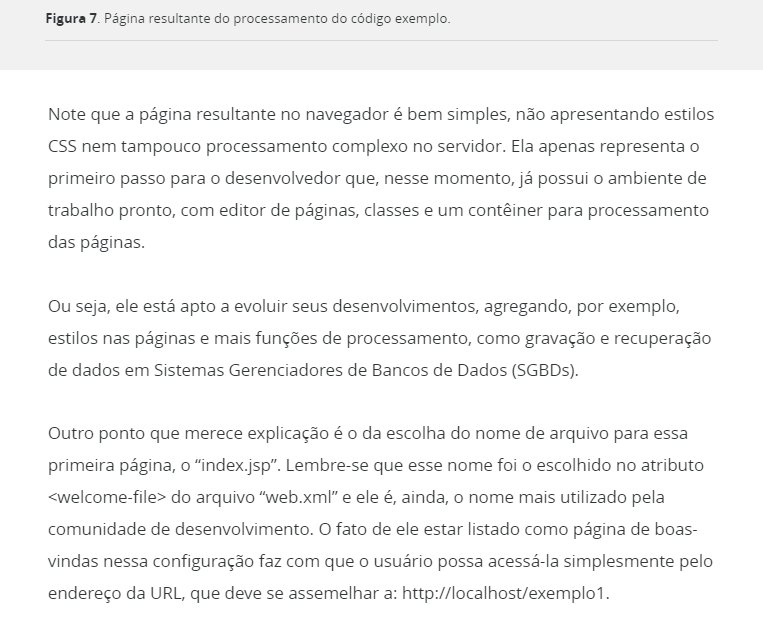 Figura 7. Página resultante do processamento do código exemplo.
Note que a página resultante no navegador é bem simples, não apresentando estilos
CSS nem tampouco processamento complexo no servidor. Ela apenas representa o
primeiro passo para o desenvolvedor que, nesse momento, já possui o ambiente de
trabalho pronto, com editor de páginas, classes e um contêiner para processamento
das páginas.
Ou seja, ele está apto a evoluir seus desenvolvimentos, agregando, por exemplo,
estilos nas páginas e mais funções de processamento, como gravação e recuperação
de dados em Sistemas Gerenciadores de Bancos de Dados (SGBDs).
Outro ponto que merece explicação é o da escolha do nome de arquivo para essa
primeira página, o “index.jsp”. Lembre-se que esse nome foi o escolhido no atributo
<welcome-file> do arquivo “web.xml” e ele é, ainda, o nome mais utilizado pela
comunidade de desenvolvimento. O fato de ele estar listado como página de boas-
vindas nessa configuração faz com que o usuário possa acessá-la simplesmente pelo
endereço da URL, que deve se assemelhar a: http://localhost/exemplo1.